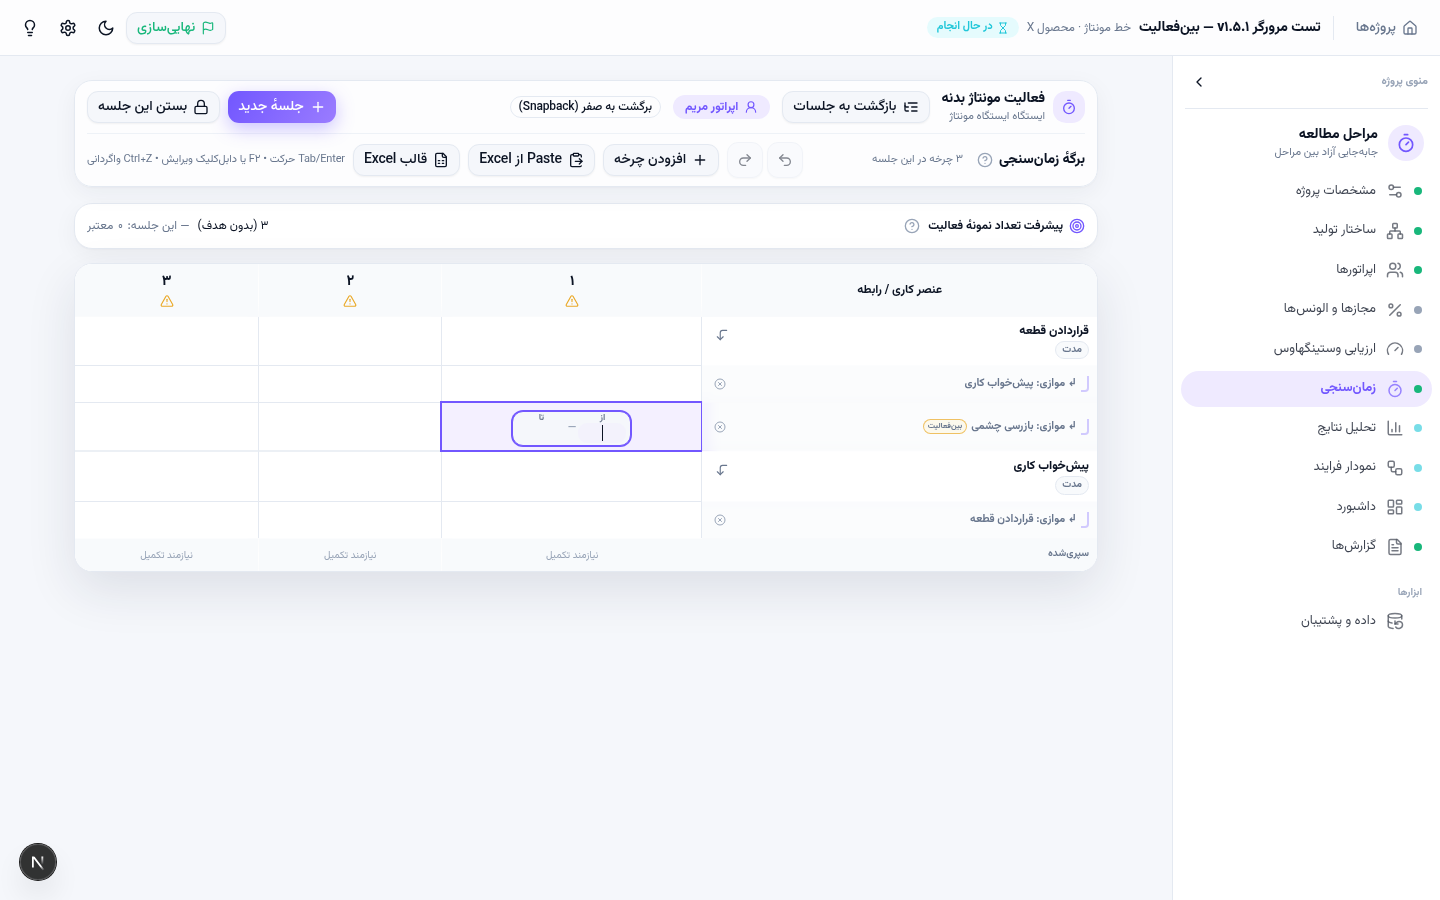 پروژه‌ها
تست مرورگر v۱.۵.۱ — بین‌فعالیت
خط مونتاژ · محصول X
در حال انجام
نهایی‌سازی
منوی پروژه
مراحل مطالعه
جابه‌جایی آزاد بین مراحل
مشخصات پروژه
ساختار تولید
اپراتورها
مجازها و الونس‌ها
ارزیابی وستینگهاوس
زمان‌سنجی
تحلیل نتایج
نمودار فرایند
داشبورد
گزارش‌ها
ابزارها
داده و پشتیبان
فعالیت مونتاژ بدنه
ایستگاه ایستگاه مونتاژ
بازگشت به جلسات
اپراتور مریم
برگشت به صفر (Snapback)
جلسهٔ جدید
بستن این جلسه
برگهٔ زمان‌سنجی
۳ چرخه در این جلسه
افزودن چرخه
Paste از Excel
قالب Excel
Tab/Enter حرکت • F۲ یا دابل‌کلیک ویرایش • Ctrl+Z واگردانی
پیشرفت تعداد نمونهٔ فعالیت
۳ (بدون هدف) — این جلسه: ۰ معتبر
عنصر کاری / رابطه
۱
۲
۳
قراردادن قطعه
مدت
↲ موازی: پیش‌خواب کاری
↲ موازی: بازرسی چشمی بین‌فعالیت
از
—
تا
پیش‌خواب کاری
مدت
↲ موازی: قراردادن قطعه
سپری‌شده
نیازمند تکمیل
نیازمند تکمیل
نیازمند تکمیل
N